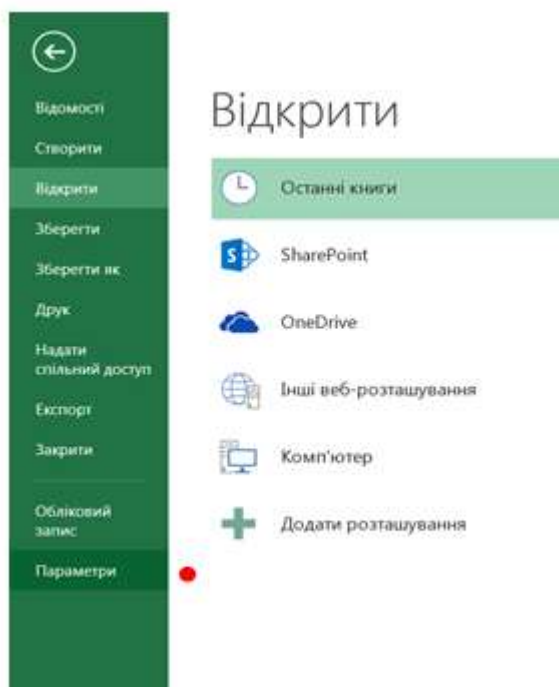 Відомості
Створити
Відкрити
Зберегти
Зберегти як
Друк
Надати
спільний доступ
Експорт
Закрити
Обліковий
запис
Параметри
Відкрити
Останні книги
SharePoint
OneDrive
Інші веб-розташування
Комп'ютер
Додати розташування